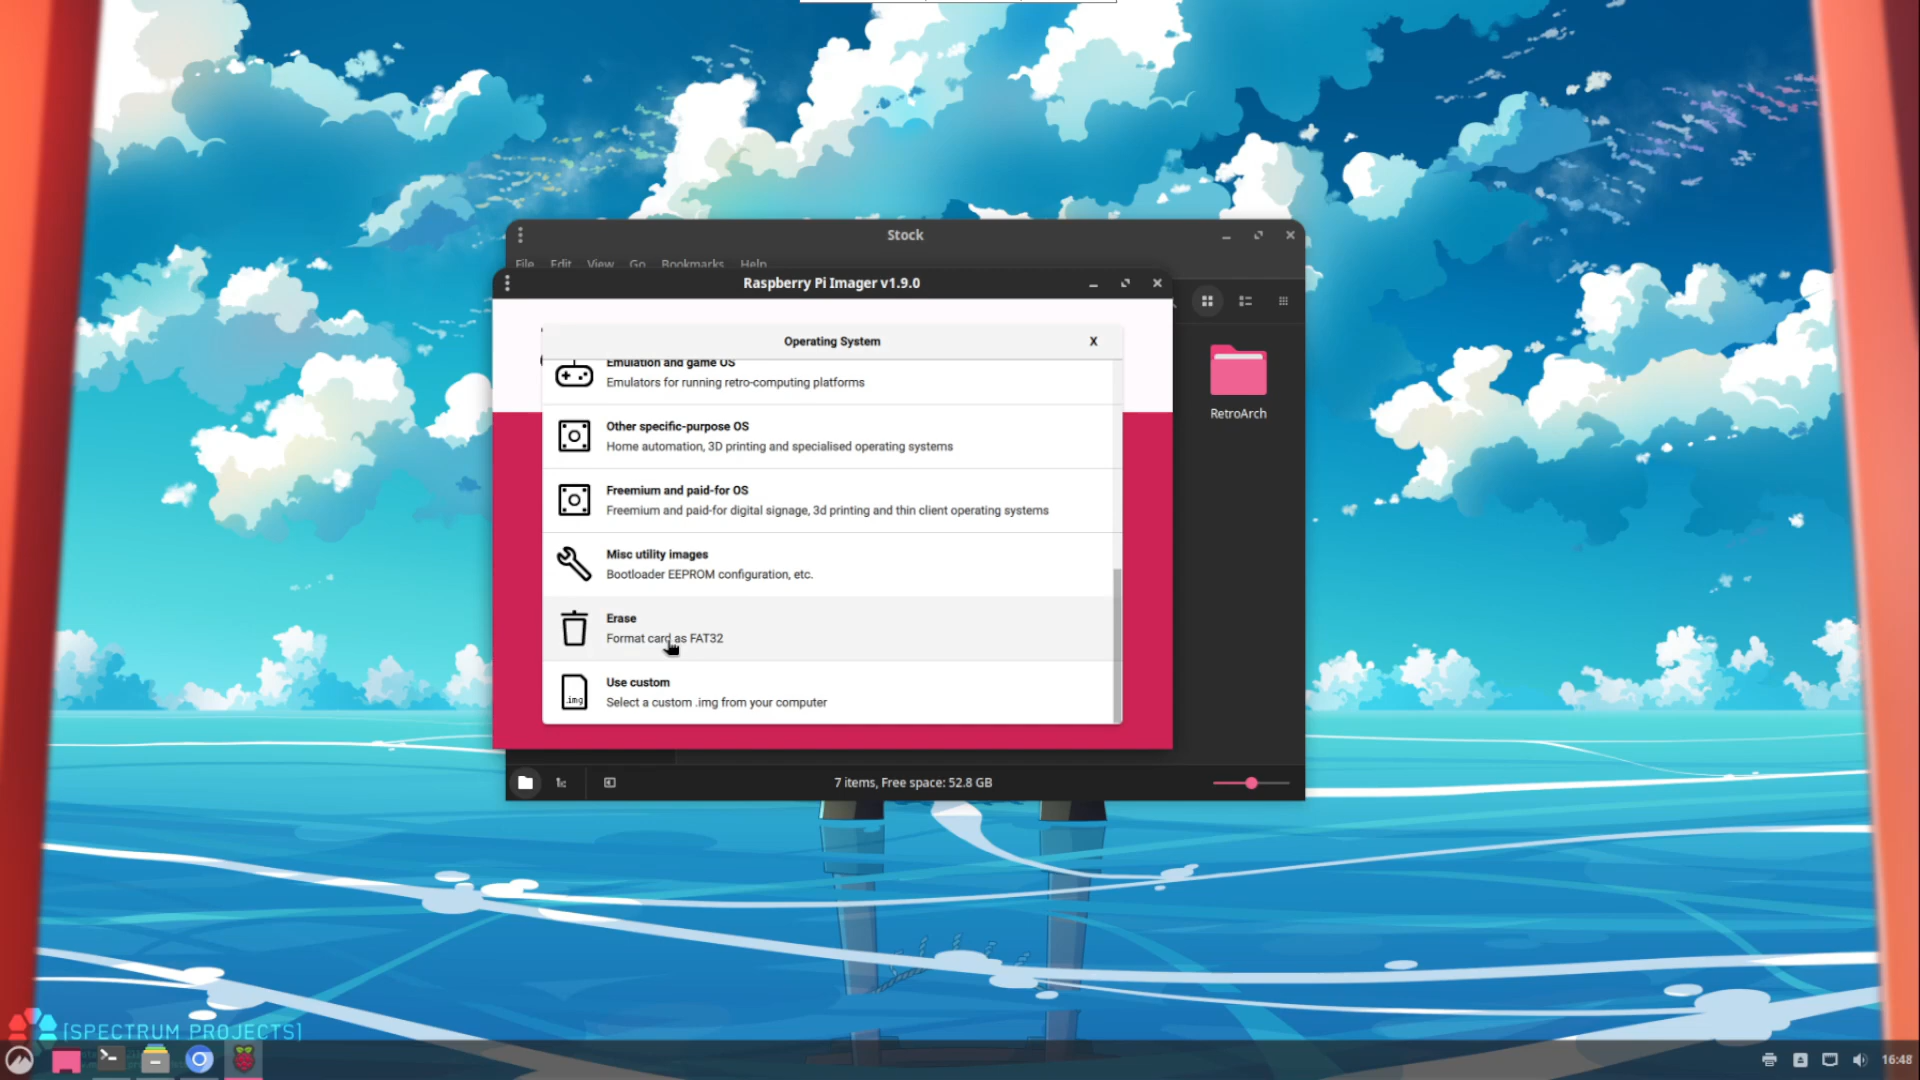 Stock
File Edit View Go Bookmarks Help
Raspberry Pi Imager v1.9.0
Operating System
X
Emulation and game OS
Emulators for running retro-computing platforms
Other specific-purpose OS
Home automation, 3D printing and specialised operating systems
Freemium and paid-for OS
Freemium and paid-for digital signage, 3d printing and thin client operating systems
Misc utility images
Bootloader EEPROM configuration, etc.
Erase
Format card as FAT32
.img
Use custom
Select a custom .img from your computer
RetroArch
7 items, Free space: 52.8 GB
[SPECTRUM PROJECTS]
16:48